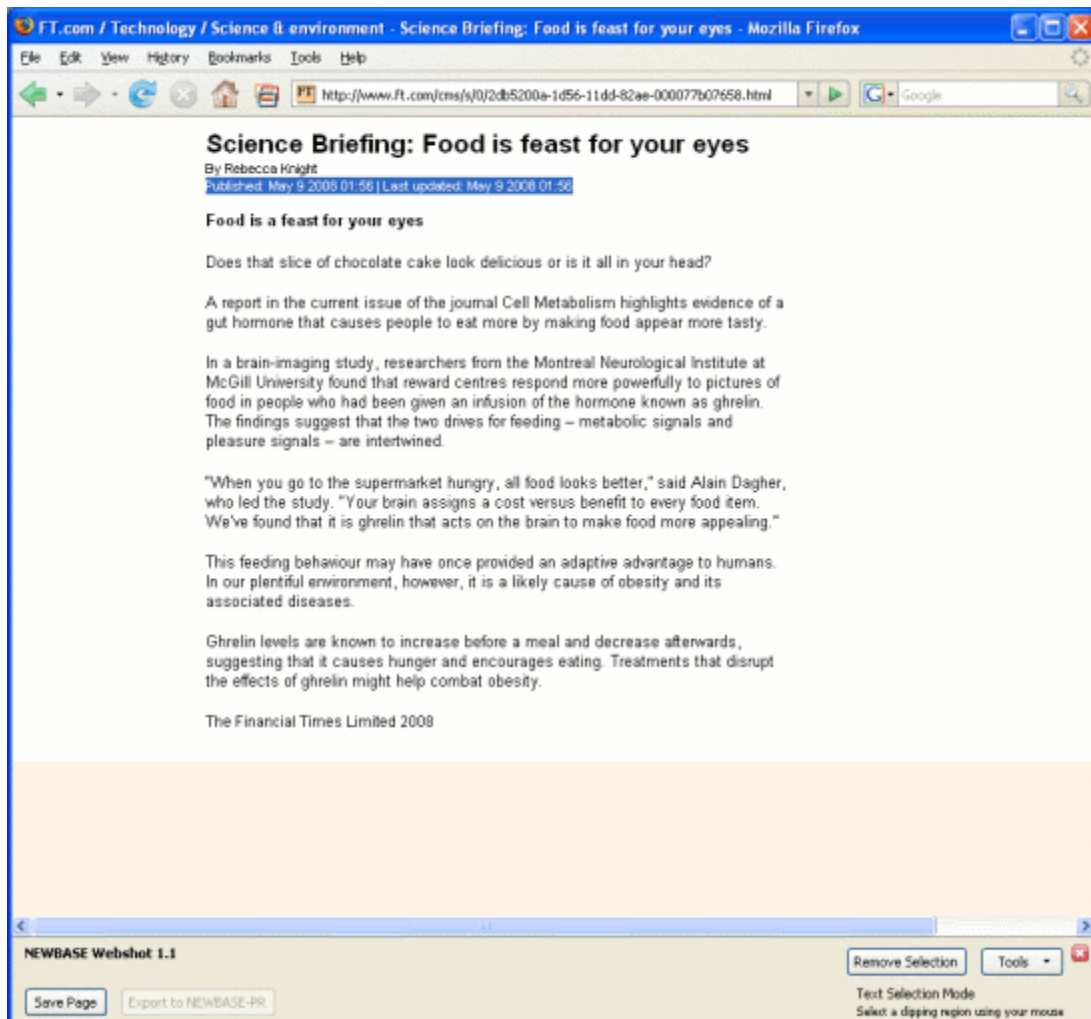 FT.com / Technology / Science & environment - Science Briefing: Food is feast for your eyes - Mozilla Firefox
File Edit View History Bookmarks Tools Help
http://www.ft.com/cms/s/0/2db5200a-1d56-11dd-82ae-000077b07658.html G Google
Science Briefing: Food is feast for your eyes
By Rebecca Knight
Published: May 9 2008 01:56 | Last updated: May 9 2008 01:56
Food is a feast for your eyes
Does that slice of chocolate cake look delicious or is it all in your head?
A report in the current issue of the journal Cell Metabolism highlights evidence of a
gut hormone that causes people to eat more by making food appear more tasty.
In a brain-imaging study, researchers from the Montreal Neurological Institute at
McGill University found that reward centres respond more powerfully to pictures of
food in people who had been given an infusion of the hormone known as ghrelin.
The findings suggest that the two drives for feeding – metabolic signals and
pleasure signals – are intertwined.
"When you go to the supermarket hungry, all food looks better," said Alain Dagher,
who led the study. "Your brain assigns a cost versus benefit to every food item.
We've found that it is ghrelin that acts on the brain to make food more appealing."
This feeding behaviour may have once provided an adaptive advantage to humans.
In our plentiful environment, however, it is a likely cause of obesity and its
associated diseases.
Ghrelin levels are known to increase before a meal and decrease afterwards,
suggesting that it causes hunger and encourages eating. Treatments that disrupt
the effects of ghrelin might help combat obesity.
The Financial Times Limited 2008
NEWBASE Webshot 1.1
Remove Selection Tools
Save Page Export to NEWBASE-PR
Text Selection Mode
Select a clipping region using your mouse